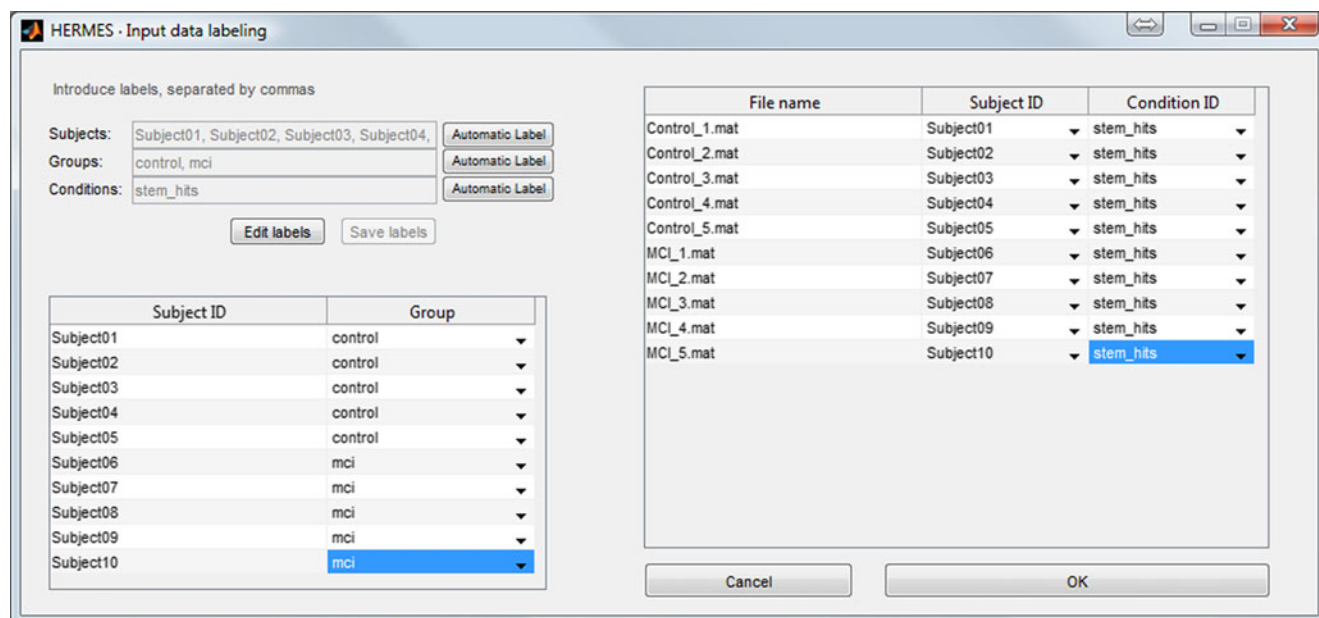 HERMES · Input data labeling
Introduce labels, separated by commas
Subjects: Subject01, Subject02, Subject03, Subject04, Automatic Label
Groups: control, mci Automatic Label
Conditions: stem_hits Automatic Label
Edit labels Save labels
Subject ID Group
Subject01 control
Subject02 control
Subject03 control
Subject04 control
Subject05 control
Subject06 mci
Subject07 mci
Subject08 mci
Subject09 mci
Subject10 mci
File name Subject ID Condition ID
Control_1.mat Subject01 stem_hits
Control_2.mat Subject02 stem_hits
Control_3.mat Subject03 stem_hits
Control_4.mat Subject04 stem_hits
Control_5.mat Subject05 stem_hits
MCI_1.mat Subject06 stem_hits
MCI_2.mat Subject07 stem_hits
MCI_3.mat Subject08 stem_hits
MCI_4.mat Subject09 stem_hits
MCI_5.mat Subject10 stem_hits
Cancel OK